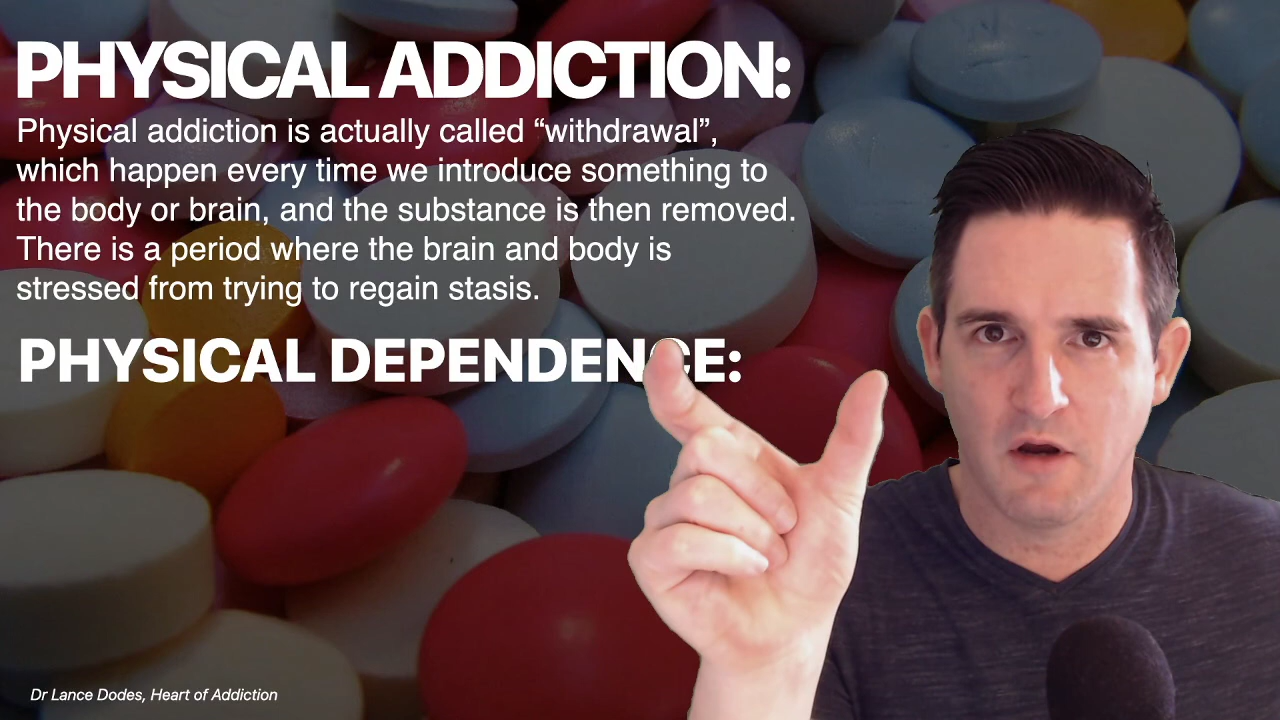 PHYSICAL ADDICTION:
Physical addiction is actually called “withdrawal”,
which happen every time we introduce something to
the body or brain, and the substance is then removed.
There is a period where the brain and body is
stressed from trying to regain stasis.
PHYSICAL DEPENDENCE:
Dr Lance Dodes, Heart of Addiction